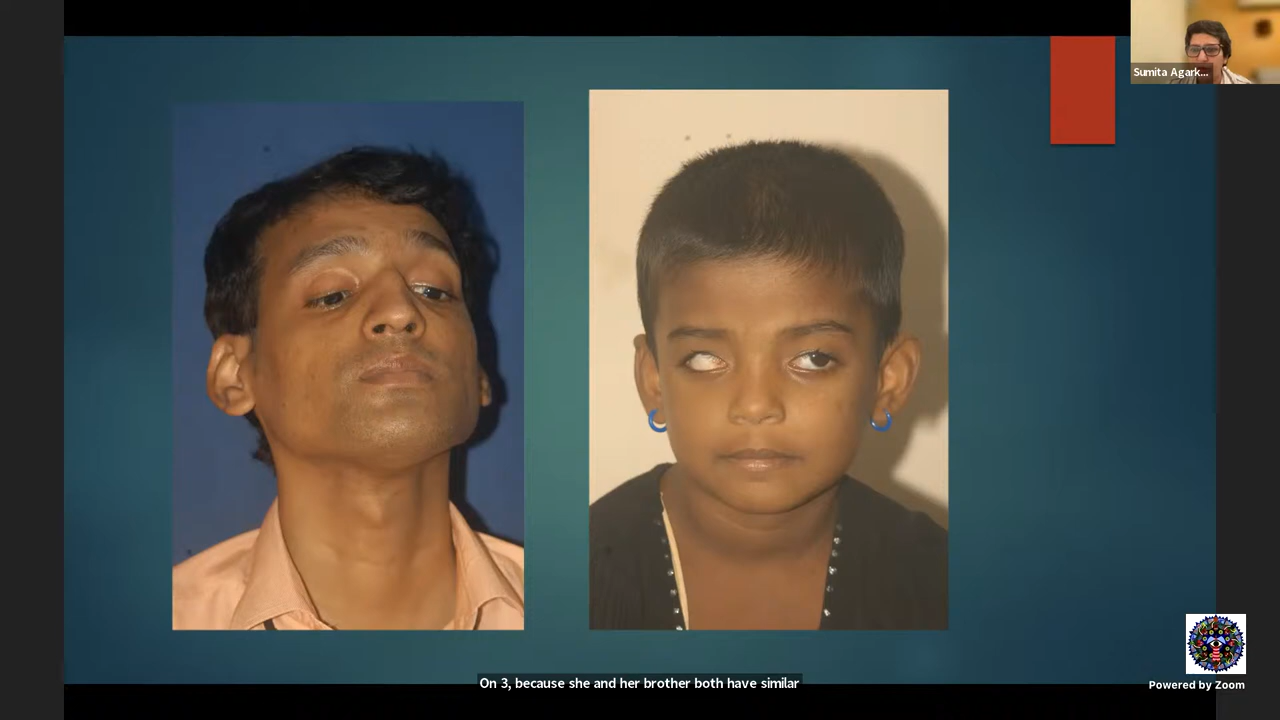 Sumita Agark...
On 3, because she and her brother both have similar
Powered by Zoom